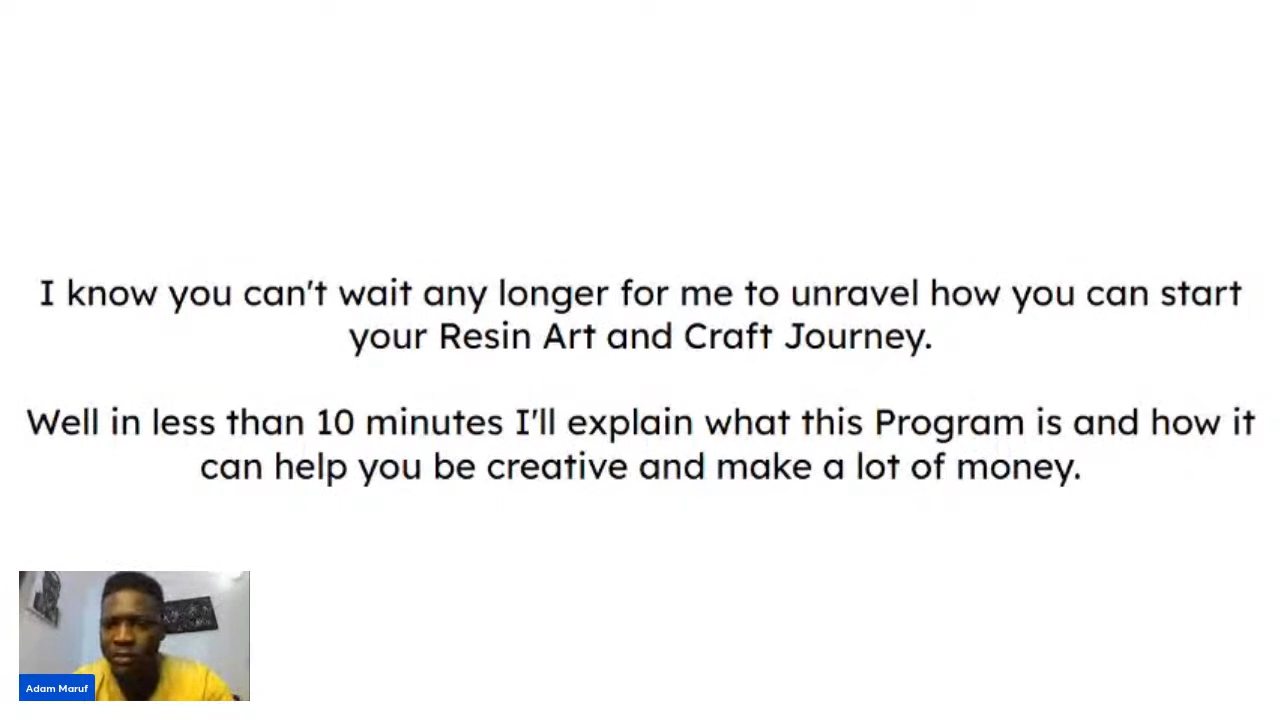 I know you can't wait any longer for me to unravel how you can start
your Resin Art and Craft Journey.
Well in less than 10 minutes I'll explain what this Program is and how it
can help you be creative and make a lot of money.
Adam Maruf